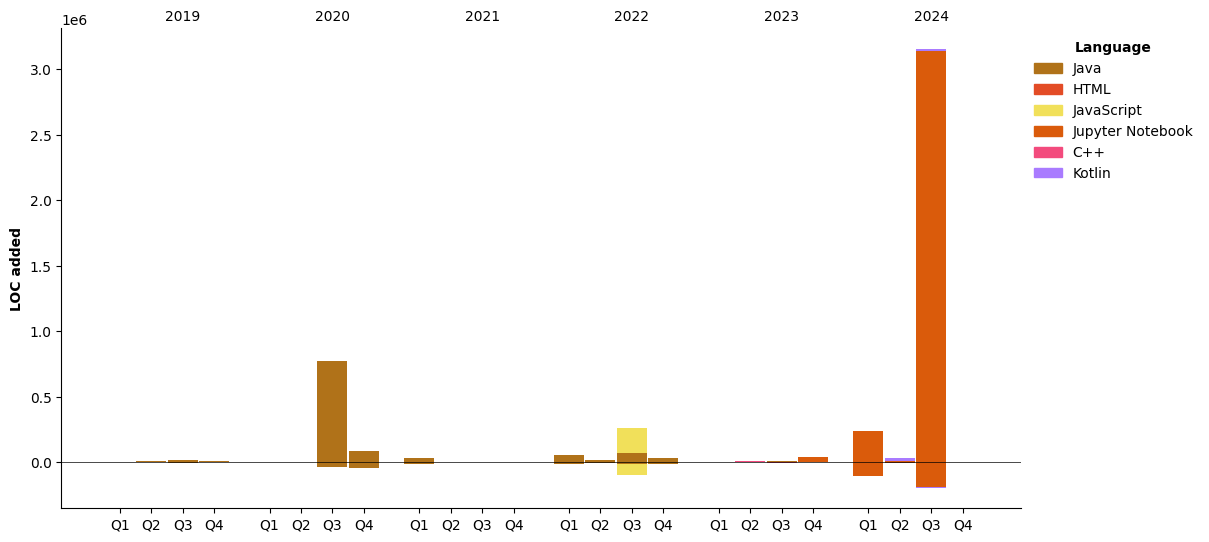 1e6
2019 2020 2021 2022 2023 2024
Language
Java
HTML
JavaScript
Jupyter Notebook
C++
Kotlin
LOC added
3.0
2.5
2.0
1.5
1.0
0.5
0.0
Q1 Q2 Q3 Q4 Q1 Q2 Q3 Q4 Q1 Q2 Q3 Q4 Q1 Q2 Q3 Q4 Q1 Q2 Q3 Q4 Q1 Q2 Q3 Q4